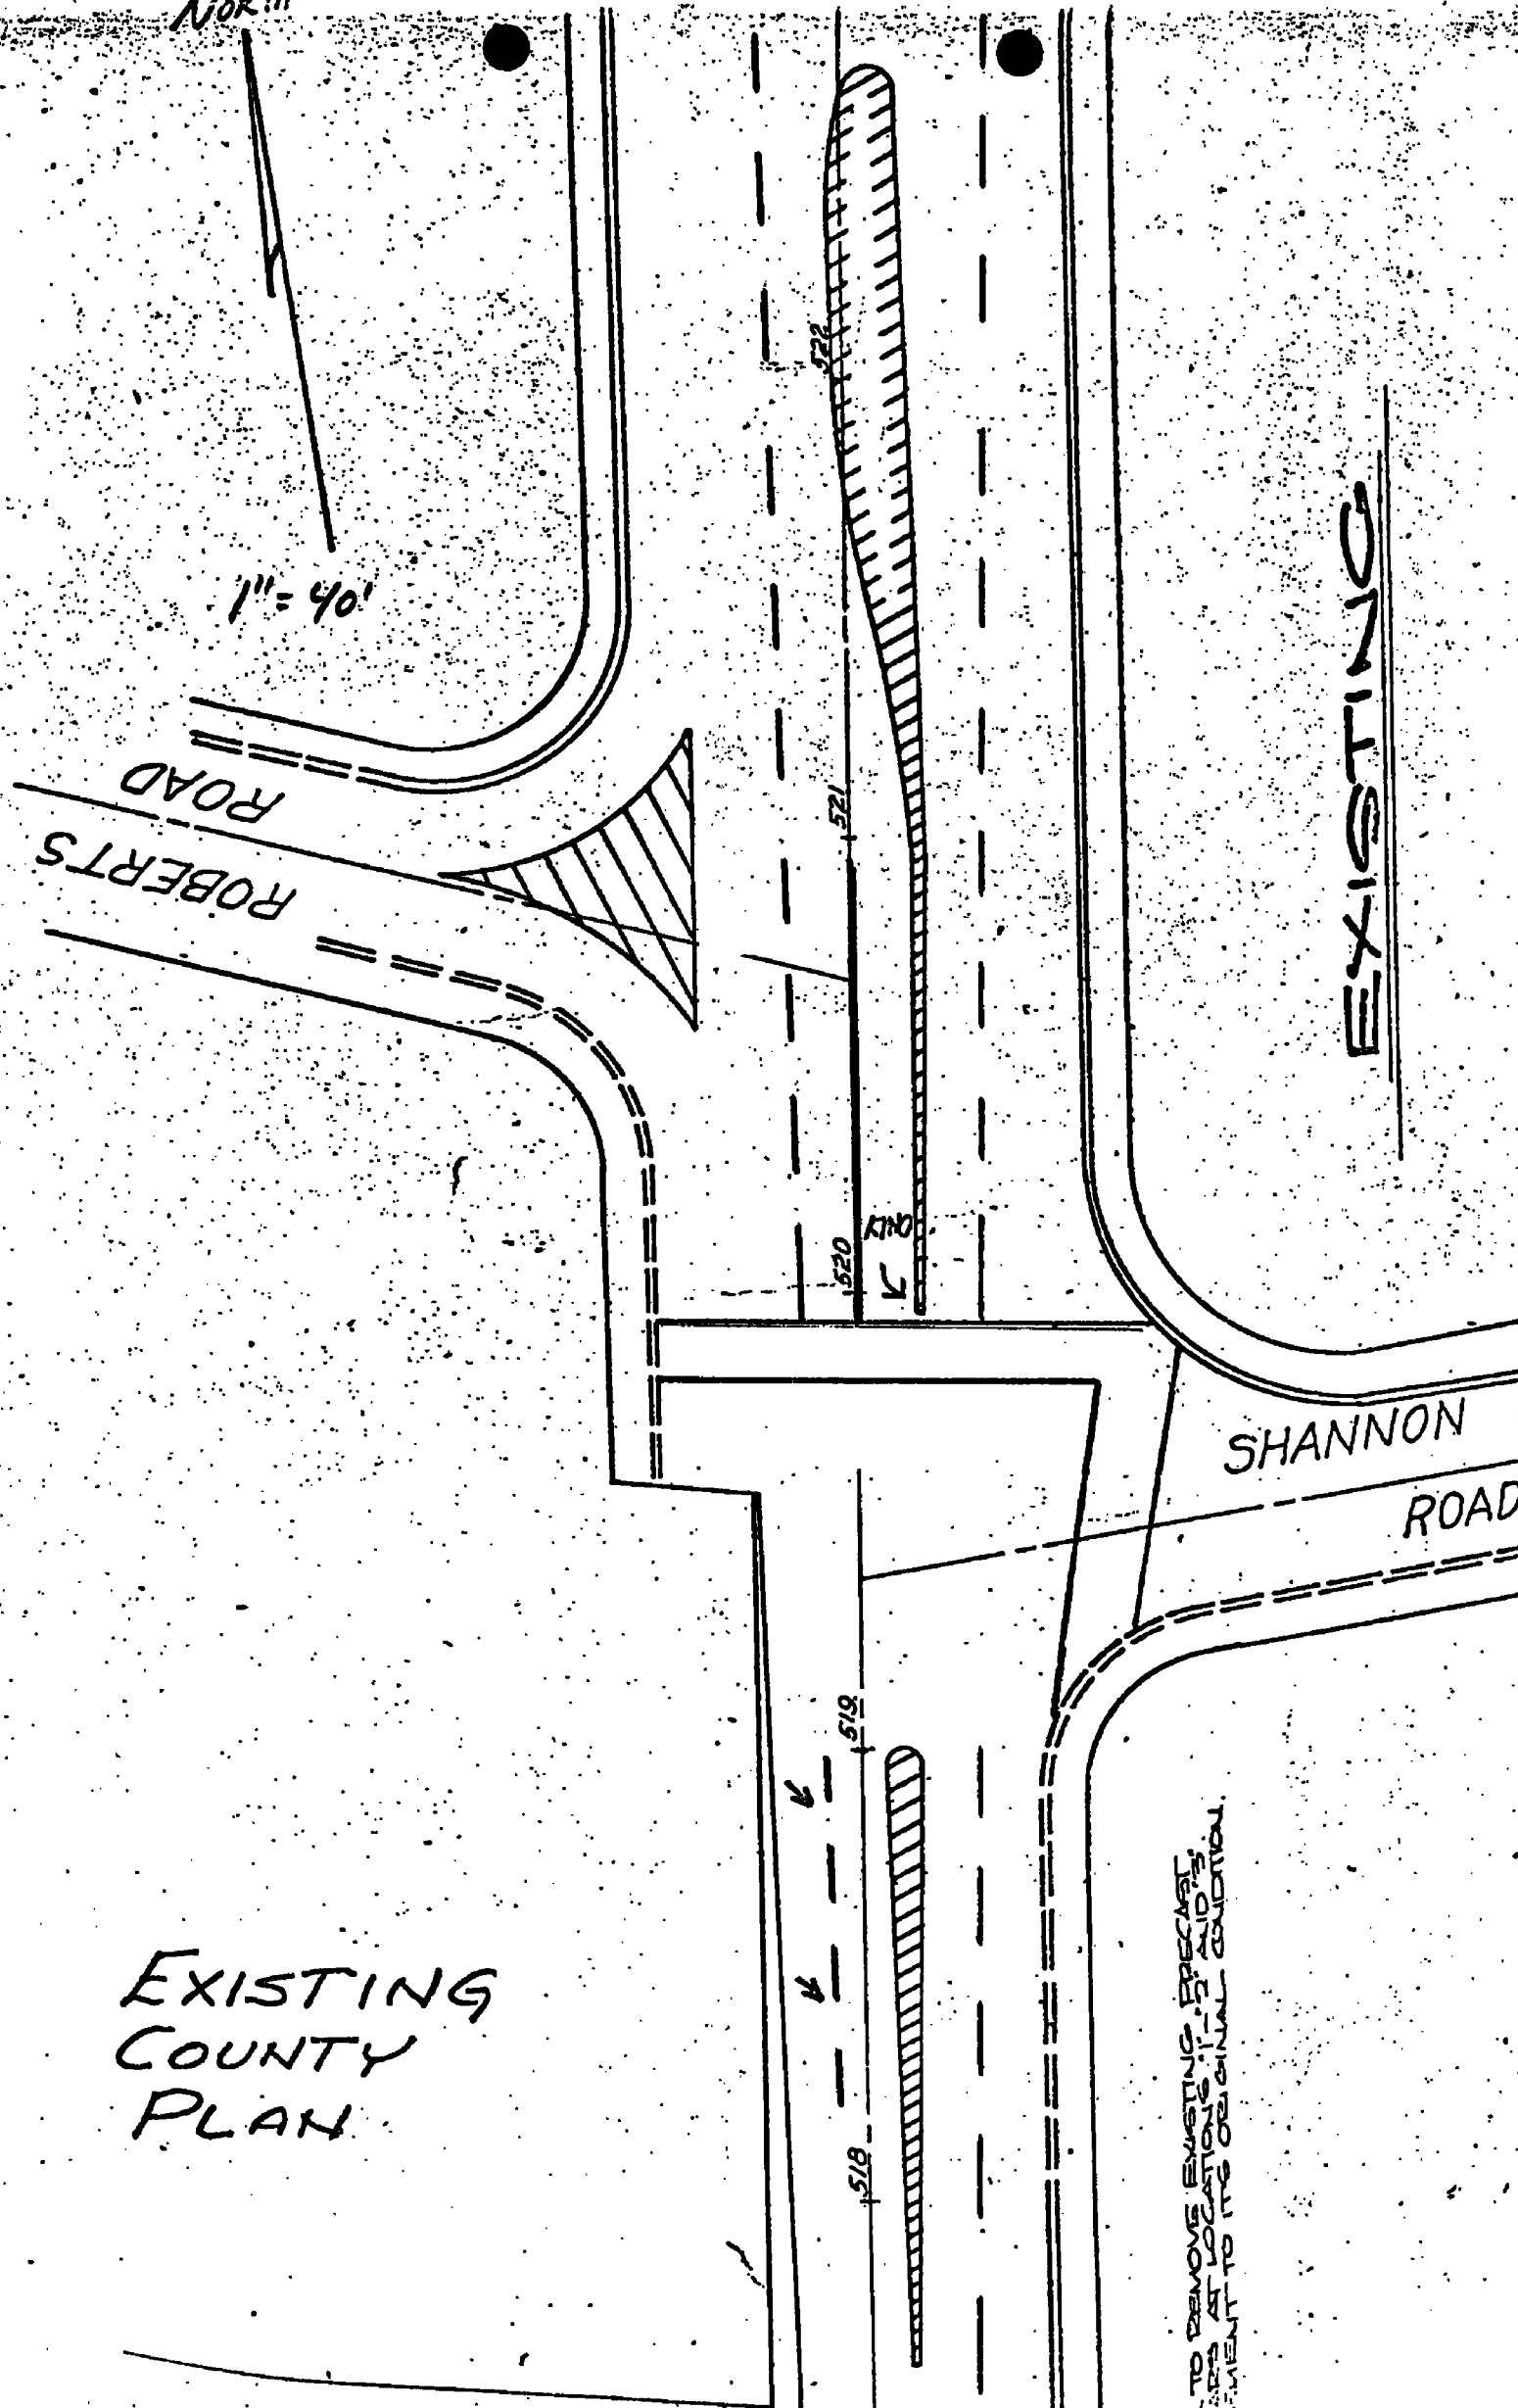 NORTH
1" = 40'
522
EXISTING
ROAD
ROBERTS
521
ONLY
520
SHANNON
ROAD
519
EXISTING
COUNTY
PLAN
518
TO REMOVE EXISTING PRECAST
AT LOCATIONS "1"-"2" AND "3".
TO ITS ORIGINAL CONDITION.